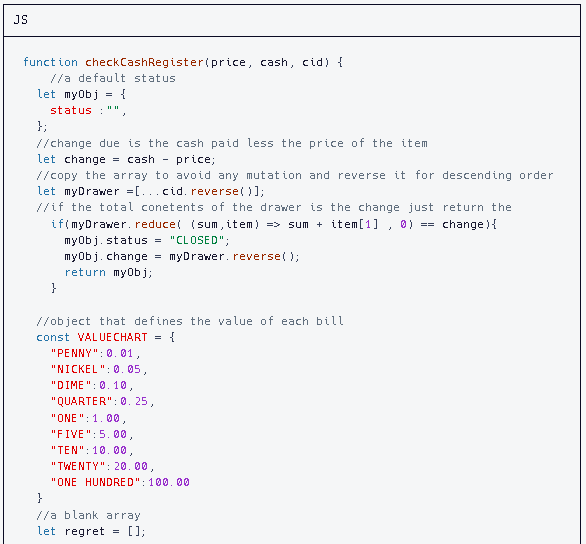 JS
function checkCashRegister(price, cash, cid) {
    //a default status
  let myObj = {
    status :"",
  };
  //change due is the cash paid less the price of the item
  let change = cash - price;
  //copy the array to avoid any mutation and reverse it for descending order
  let myDrawer =[...cid.reverse()];
  //if the total conetents of the drawer is the change just return the
    if(myDrawer.reduce( (sum,item) => sum + item[1] , 0) == change){
      myObj.status = "CLOSED";
      myObj.change = myDrawer.reverse();
      return myObj;
    }
  //object that defines the value of each bill
  const VALUECHART = {
    "PENNY":0.01,
    "NICKEL":0.05,
    "DIME":0.10,
    "QUARTER":0.25,
    "ONE":1.00,
    "FIVE":5.00,
    "TEN":10.00,
    "TWENTY":20.00,
    "ONE HUNDRED":100.00
  }
  //a blank array
  let regret = [];